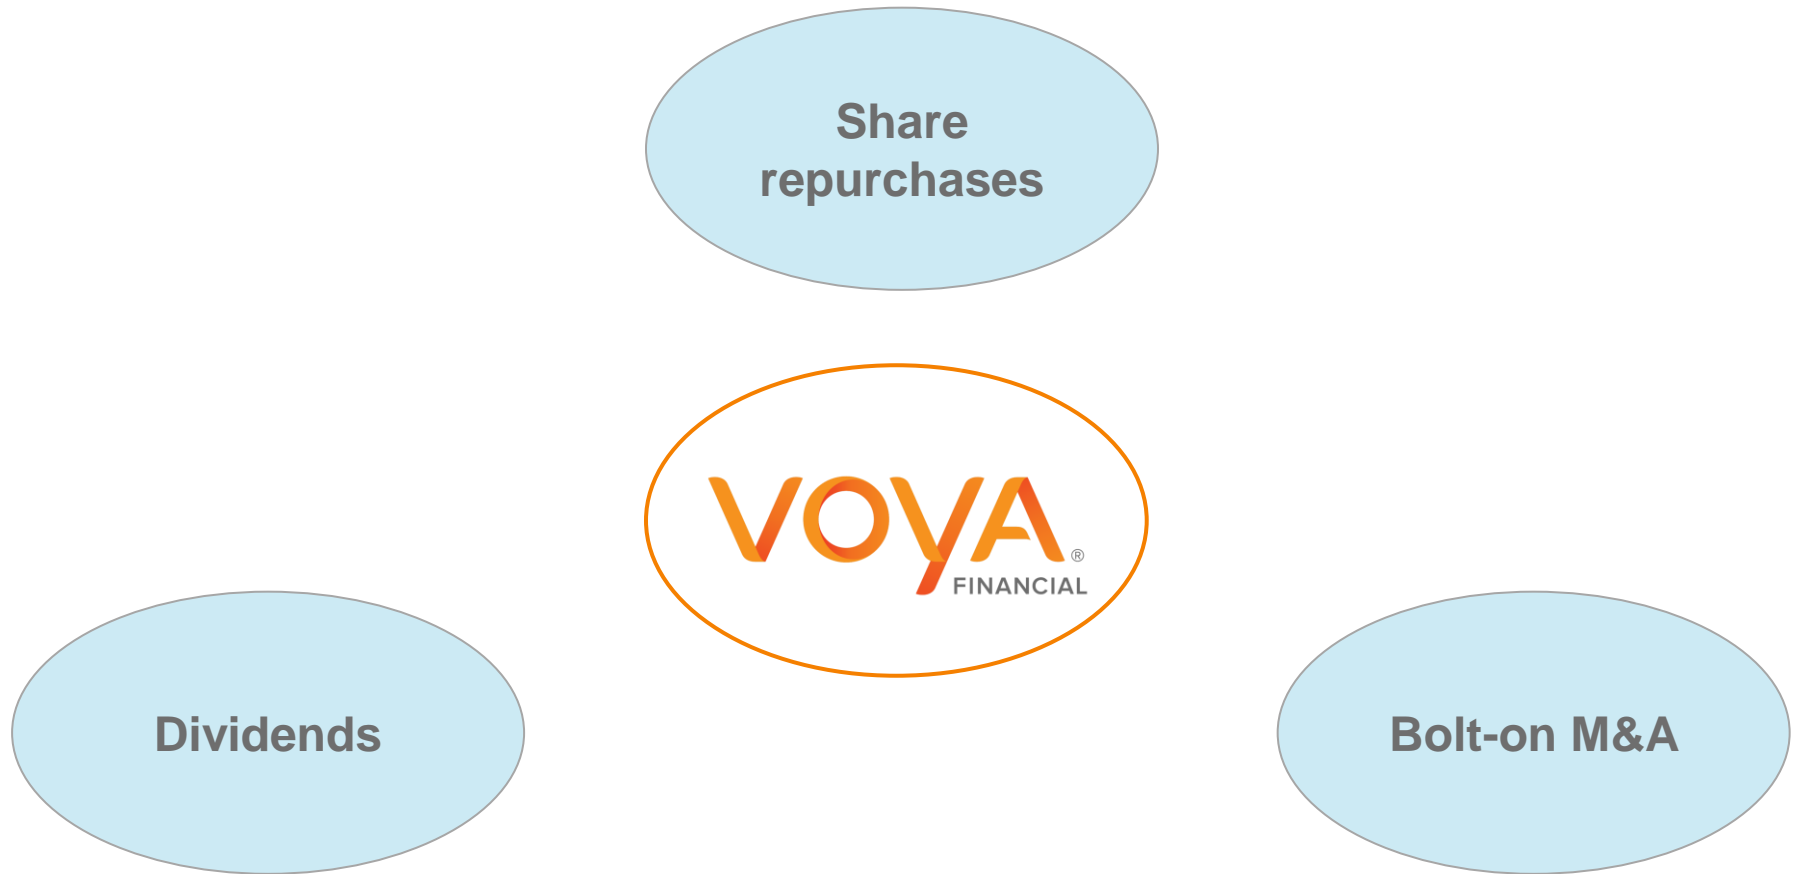 Share
repurchases
VOYA
®
FINANCIAL
Dividends
Bolt-on M&A